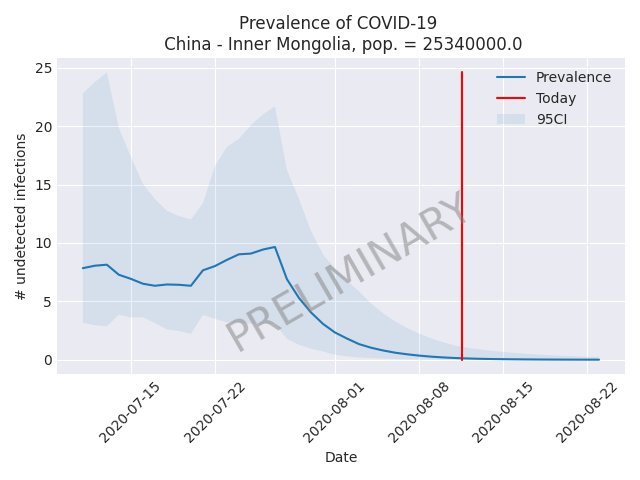 Prevalence of COVID-19
China - Inner Mongolia, pop. = 25340000.0
25
20
15
10
5
0
# undetected infections
Prevalence
Today
95CI
PRELIMINARY
2020-07-15
2020-07-22
2020-08-01
2020-08-08
2020-08-15
2020-08-22
Date